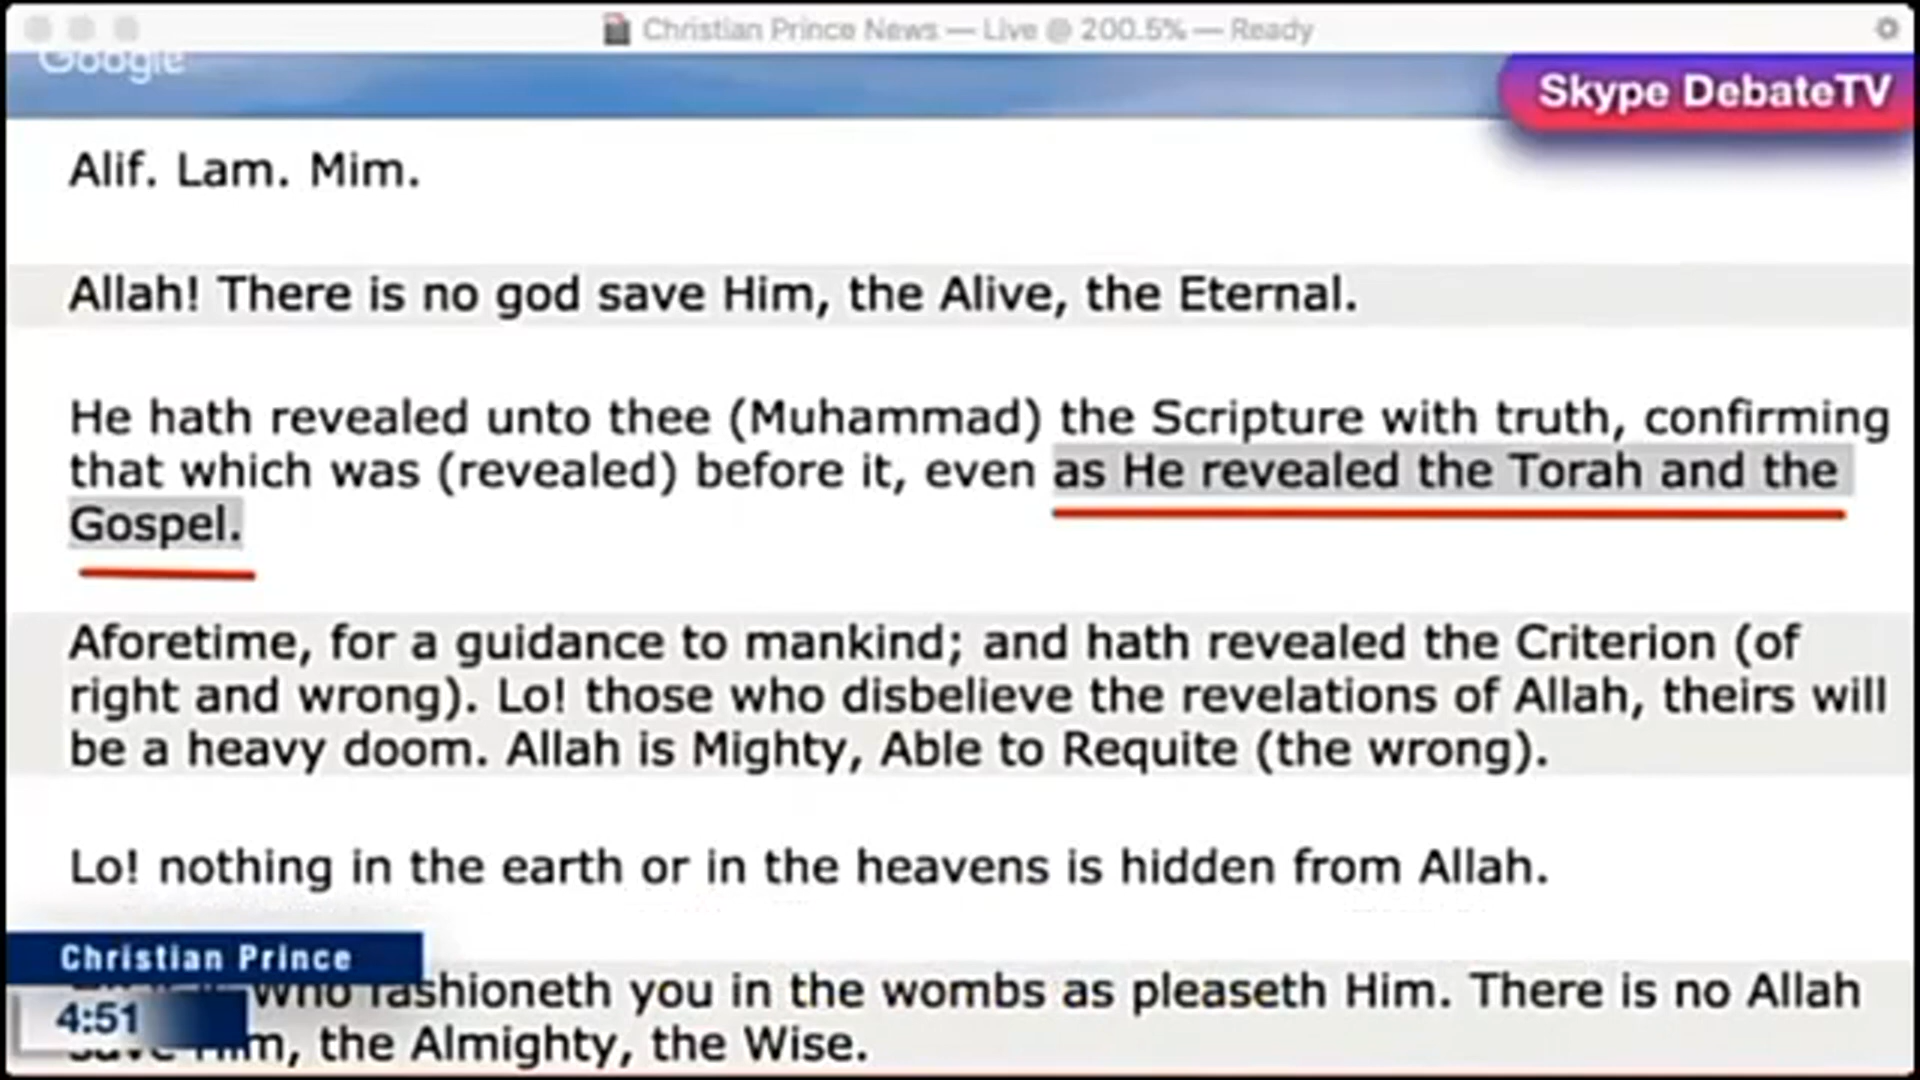 Christian Prince News — Live @ 200.5% — Ready
Google
Skype DebateTV
Alif. Lam. Mim.
Allah! There is no god save Him, the Alive, the Eternal.
He hath revealed unto thee (Muhammad) the Scripture with truth, confirming
that which was (revealed) before it, even as He revealed the Torah and the
Gospel.
Aforetime, for a guidance to mankind; and hath revealed the Criterion (of
right and wrong). Lo! those who disbelieve the revelations of Allah, theirs will
be a heavy doom. Allah is Mighty, Able to Requite (the wrong).
Lo! nothing in the earth or in the heavens is hidden from Allah.
Christian Prince
Who fashioneth you in the wombs as pleaseth Him. There is no Allah
4:51
save Him, the Almighty, the Wise.